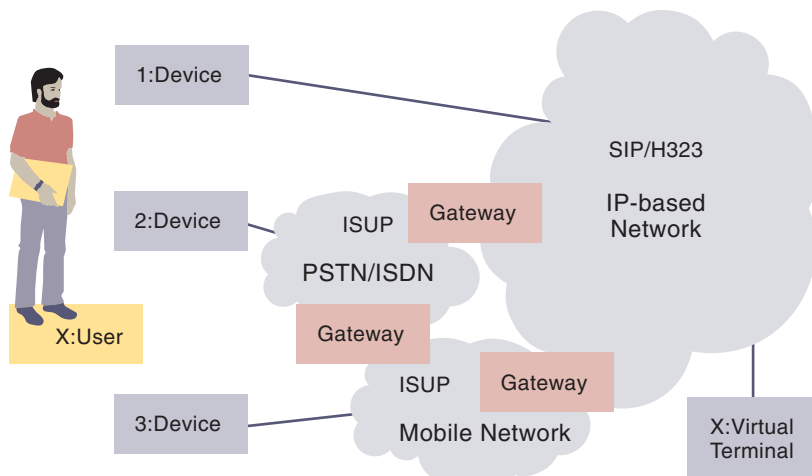 1:Device
SIP/H323
IP-based
Network
2:Device
ISUP
Gateway
PSTN/ISDN
X:User
Gateway
ISUP
Gateway
3:Device
Mobile Network
X:Virtual
Terminal